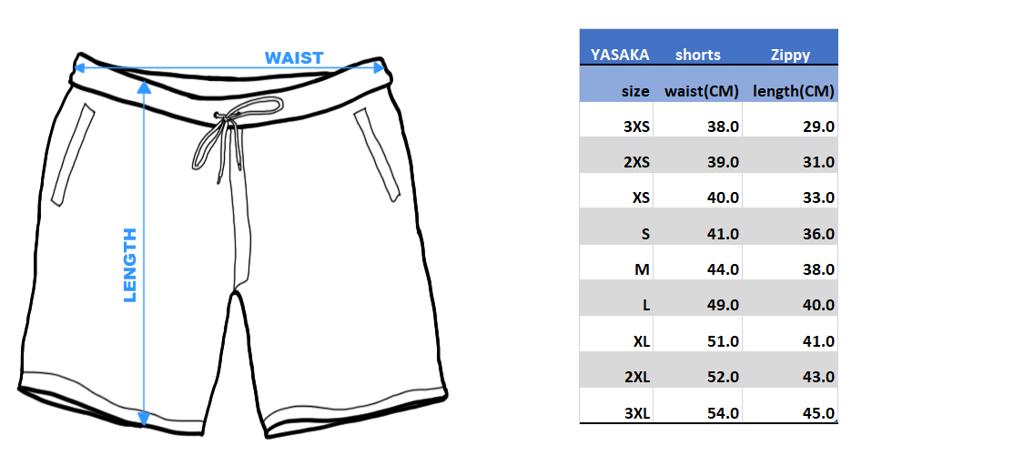 WAIST
LENGTH
YASAKA shorts Zippy
size waist(CM) length(CM)
3XS 38.0 29.0
2XS 39.0 31.0
XS 40.0 33.0
S 41.0 36.0
M 44.0 38.0
L 49.0 40.0
XL 51.0 41.0
2XL 52.0 43.0
3XL 54.0 45.0